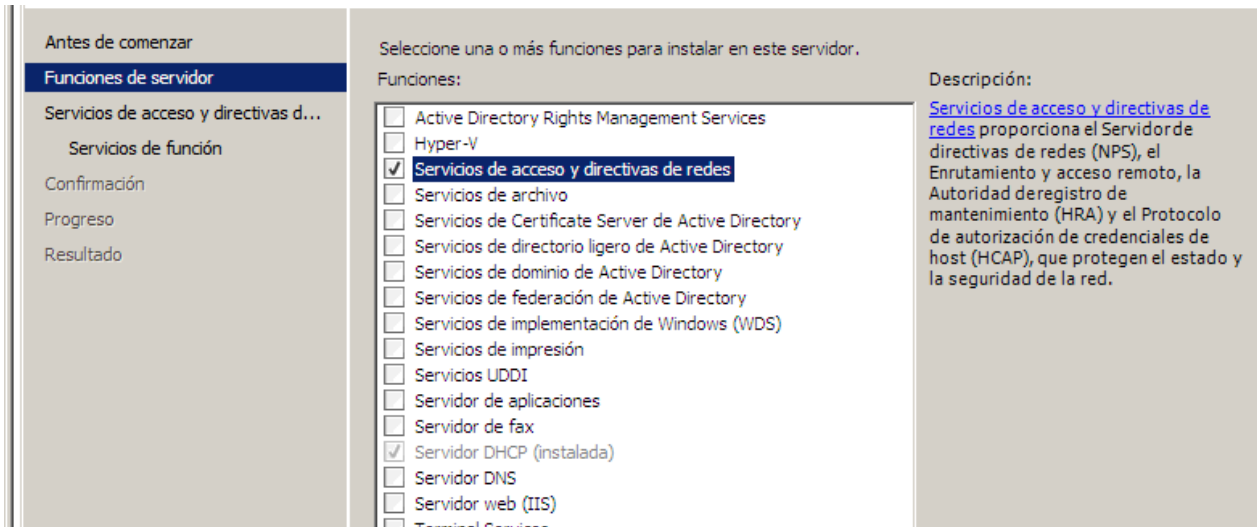 Antes de comenzar
Funciones de servidor
Servicios de acceso y directivas d...
Servicios de función
Confirmación
Progreso
Resultado
Seleccione una o más funciones para instalar en este servidor.
Funciones:
Active Directory Rights Management Services
Hyper-V
Servicios de acceso y directivas de redes
Servicios de archivo
Servicios de Certificate Server de Active Directory
Servicios de directorio ligero de Active Directory
Servicios de dominio de Active Directory
Servicios de federación de Active Directory
Servicios de implementación de Windows (WDS)
Servicios de impresión
Servicios UDDI
Servidor de aplicaciones
Servidor de fax
Servidor DHCP (instalada)
Servidor DNS
Servidor web (IIS)
Terminal Services
Descripción:
Servicios de acceso y directivas de
redes proporciona el Servidor de
directivas de redes (NPS), el
Enrutamiento y acceso remoto, la
Autoridad de registro de
mantenimiento (HRA) y el Protocolo
de autorización de credenciales de
host (HCAP), que protegen el estado y
la seguridad de la red.